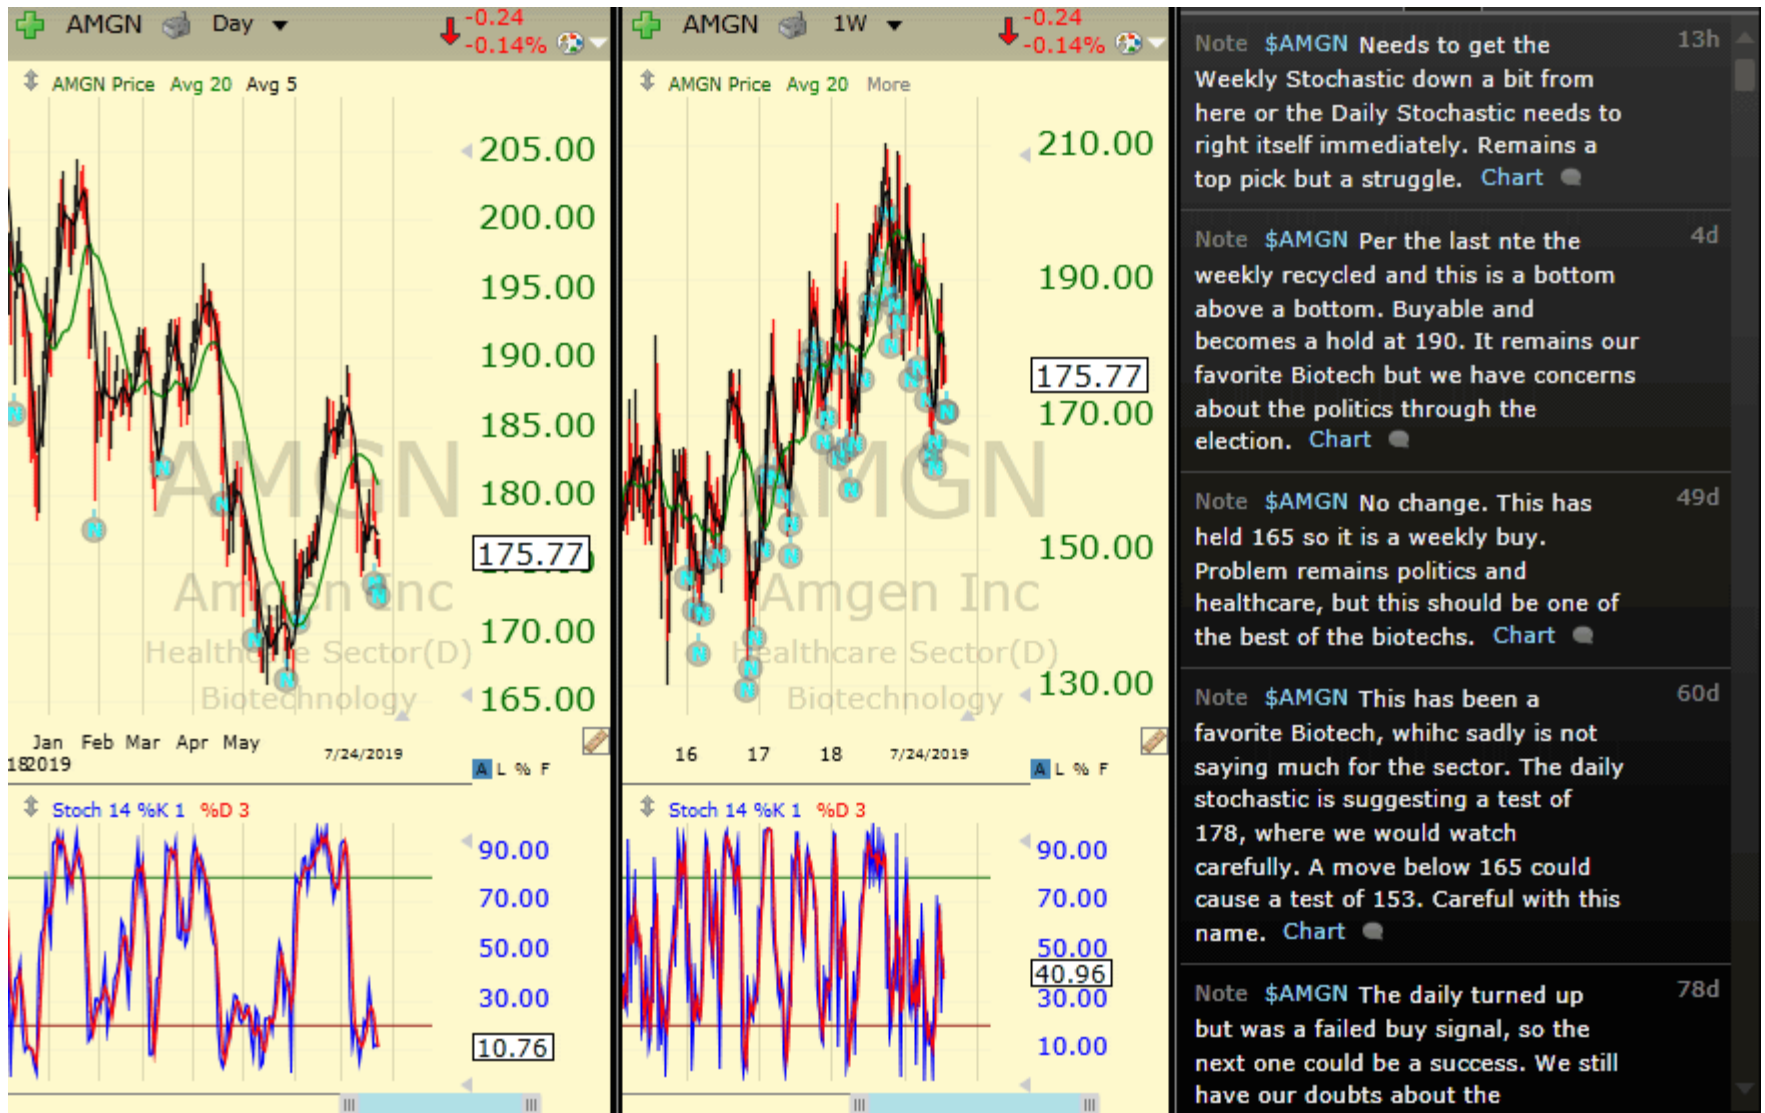 AMGN Day
-0.24
-0.14%
AMGN Price Avg 20 Avg 5
205.00
200.00
195.00
190.00
185.00
180.00
175.77
170.00
165.00
AMGN
Amgen Inc
Healthcare Sector(D)
Biotechnology
Jan Feb Mar Apr May
7/24/2019
182019
A L % F
Stoch 14 %K 1 %D 3
90.00
70.00
50.00
30.00
10.76
AMGN 1W
-0.24
-0.14%
AMGN Price Avg 20 More
210.00
190.00
175.77
170.00
150.00
130.00
AMGN
Amgen Inc
Healthcare Sector(D)
Biotechnology
16 17 18 7/24/2019
A L % F
Stoch 14 %K 1 %D 3
90.00
70.00
50.00
40.96
30.00
10.00
Note $AMGN Needs to get the 13h
Weekly Stochastic down a bit from
here or the Daily Stochastic needs to
right itself immediately. Remains a
top pick but a struggle. Chart
Note $AMGN Per the last nte the 4d
weekly recycled and this is a bottom
above a bottom. Buyable and
becomes a hold at 190. It remains our
favorite Biotech but we have concerns
about the politics through the
election. Chart
Note $AMGN No change. This has 49d
held 165 so it is a weekly buy.
Problem remains politics and
healthcare, but this should be one of
the best of the biotechs. Chart
Note $AMGN This has been a 60d
favorite Biotech, whihc sadly is not
saying much for the sector. The daily
stochastic is suggesting a test of
178, where we would watch
carefully. A move below 165 could
cause a test of 153. Careful with this
name. Chart
Note $AMGN The daily turned up 78d
but was a failed buy signal, so the
next one could be a success. We still
have our doubts about the